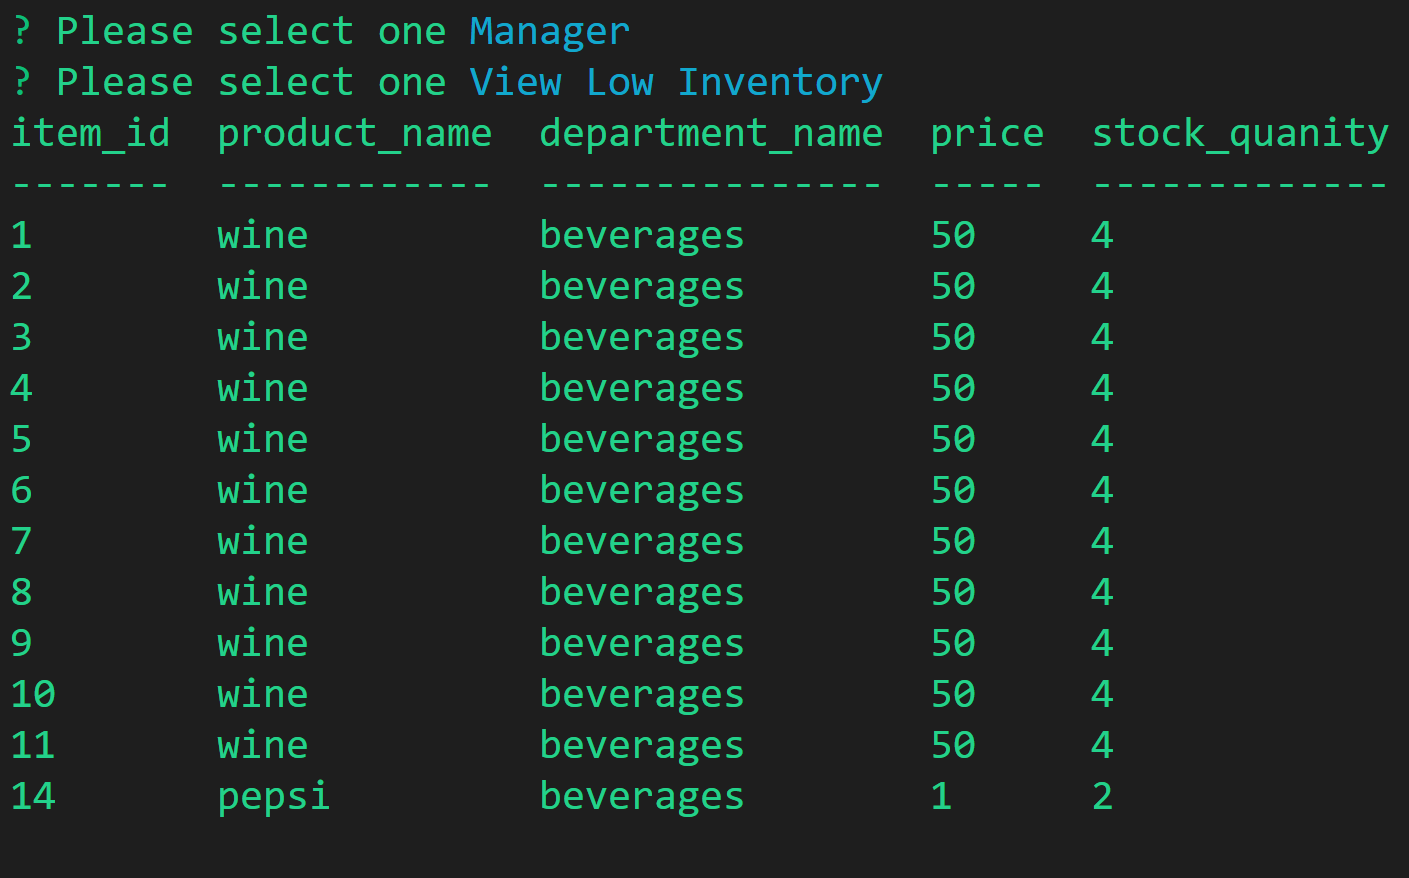 ? Please select one Manager
? Please select one View Low Inventory
item_id  product_name  department_name  price  stock_quanity
-------  ------------  ---------------  -----  -------------
1        wine          beverages        50     4
2        wine          beverages        50     4
3        wine          beverages        50     4
4        wine          beverages        50     4
5        wine          beverages        50     4
6        wine          beverages        50     4
7        wine          beverages        50     4
8        wine          beverages        50     4
9        wine          beverages        50     4
10       wine          beverages        50     4
11       wine          beverages        50     4
14       pepsi         beverages        1      2